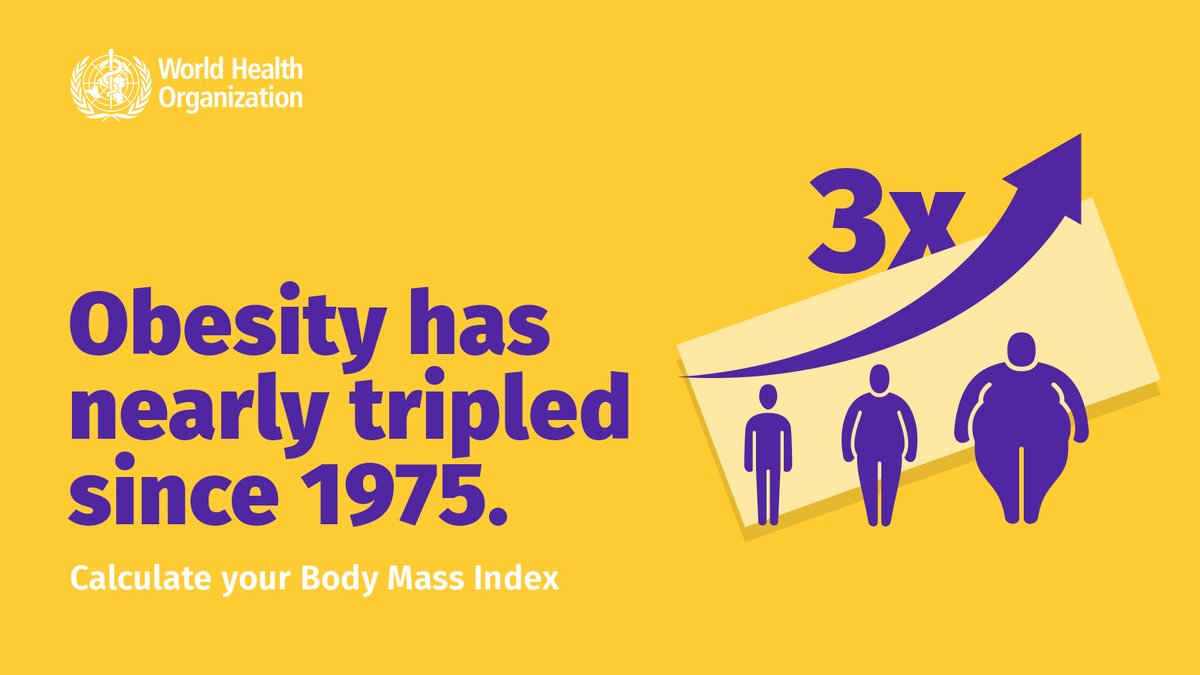 World Health
Organization
3x
Obesity has
nearly tripled
since 1975.
Calculate your Body Mass Index